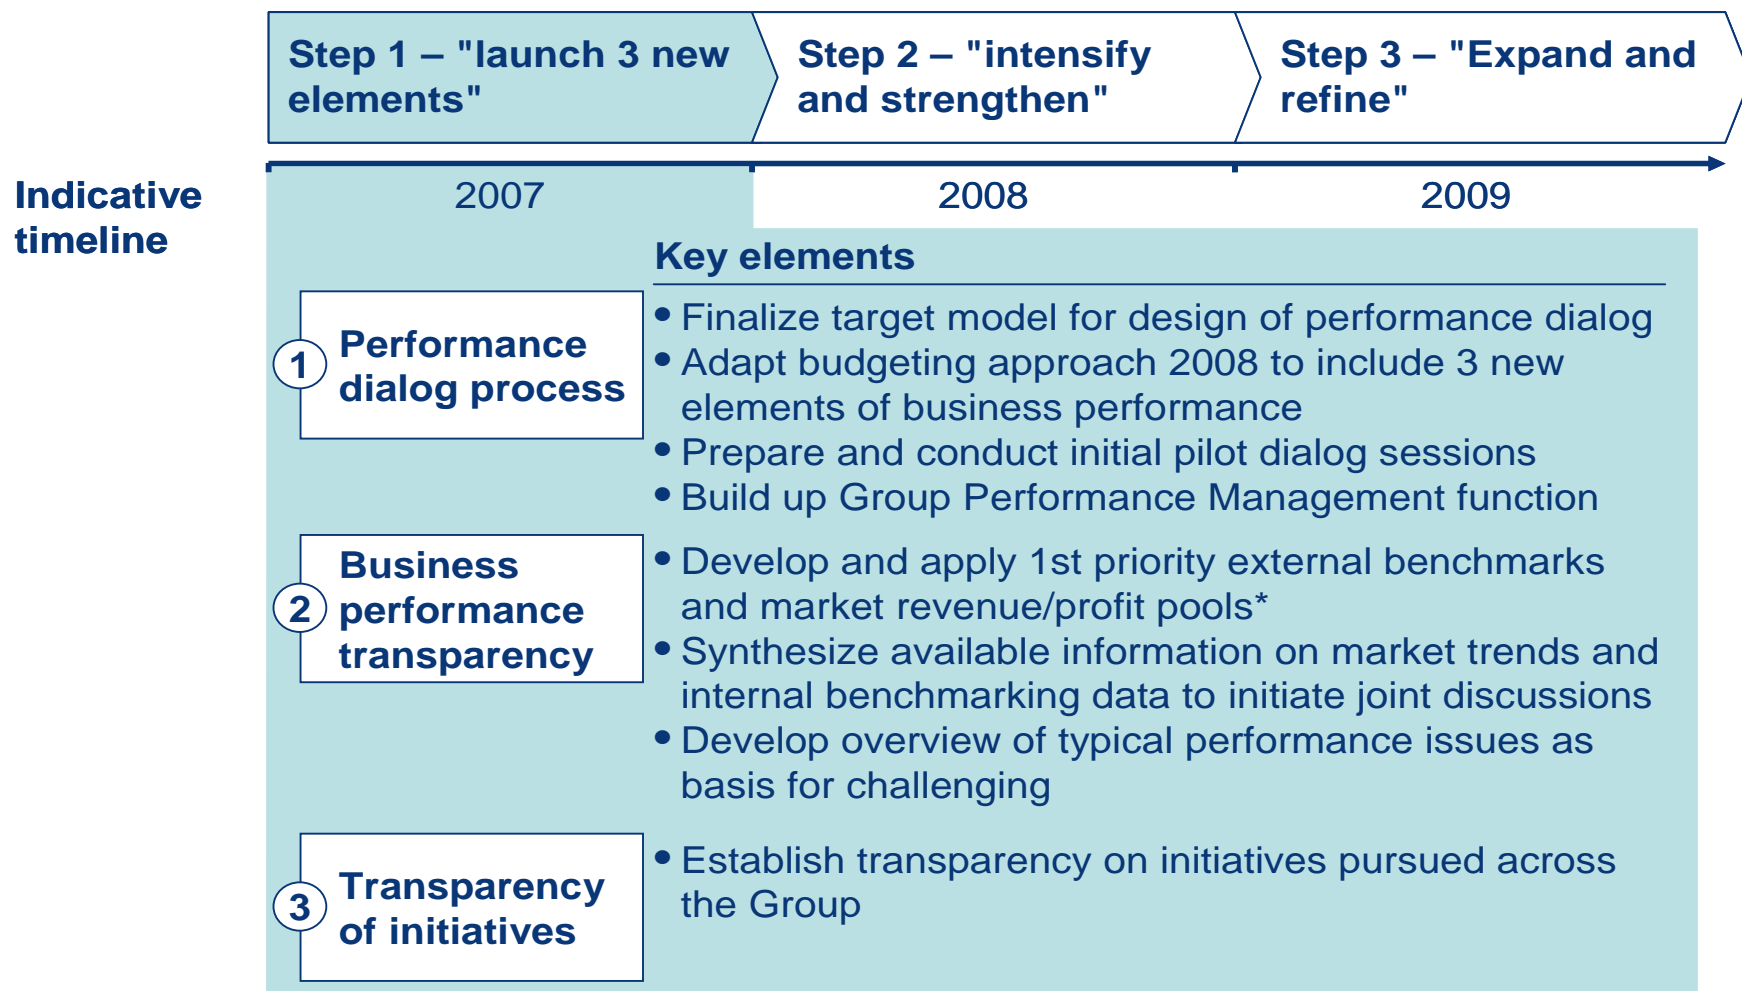 Step 1 – "launch 3 new
elements"
Step 2 – "intensify
and strengthen"
Step 3 – "Expand and
refine"
Indicative
timeline
2007
2008
2009
Key elements
1
Performance
dialog process
• Finalize target model for design of performance dialog
• Adapt budgeting approach 2008 to include 3 new
elements of business performance
• Prepare and conduct initial pilot dialog sessions
• Build up Group Performance Management function
2
Business
performance
transparency
• Develop and apply 1st priority external benchmarks
and market revenue/profit pools*
• Synthesize available information on market trends and
internal benchmarking data to initiate joint discussions
• Develop overview of typical performance issues as
basis for challenging
3
Transparency
of initiatives
• Establish transparency on initiatives pursued across
the Group